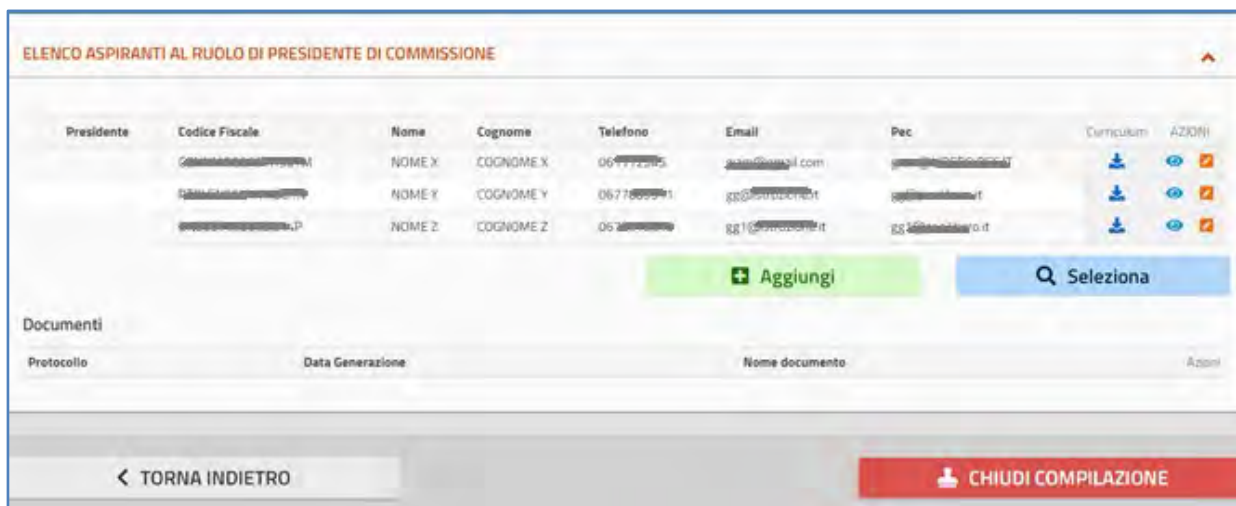 ELENCO ASPIRANTI AL RUOLO DI PRESIDENTE DI COMMISSIONE
Presidente Codice Fiscale Nome Cognome Telefono Email Pec Curriculum AZIONI
NOME X COGNOME X
NOME Y COGNOME Y
NOME Z COGNOME Z
Aggiungi Seleziona
Documenti
Protocollo Data Generazione Nome documento Azioni
TORNA INDIETRO CHIUDI COMPILAZIONE